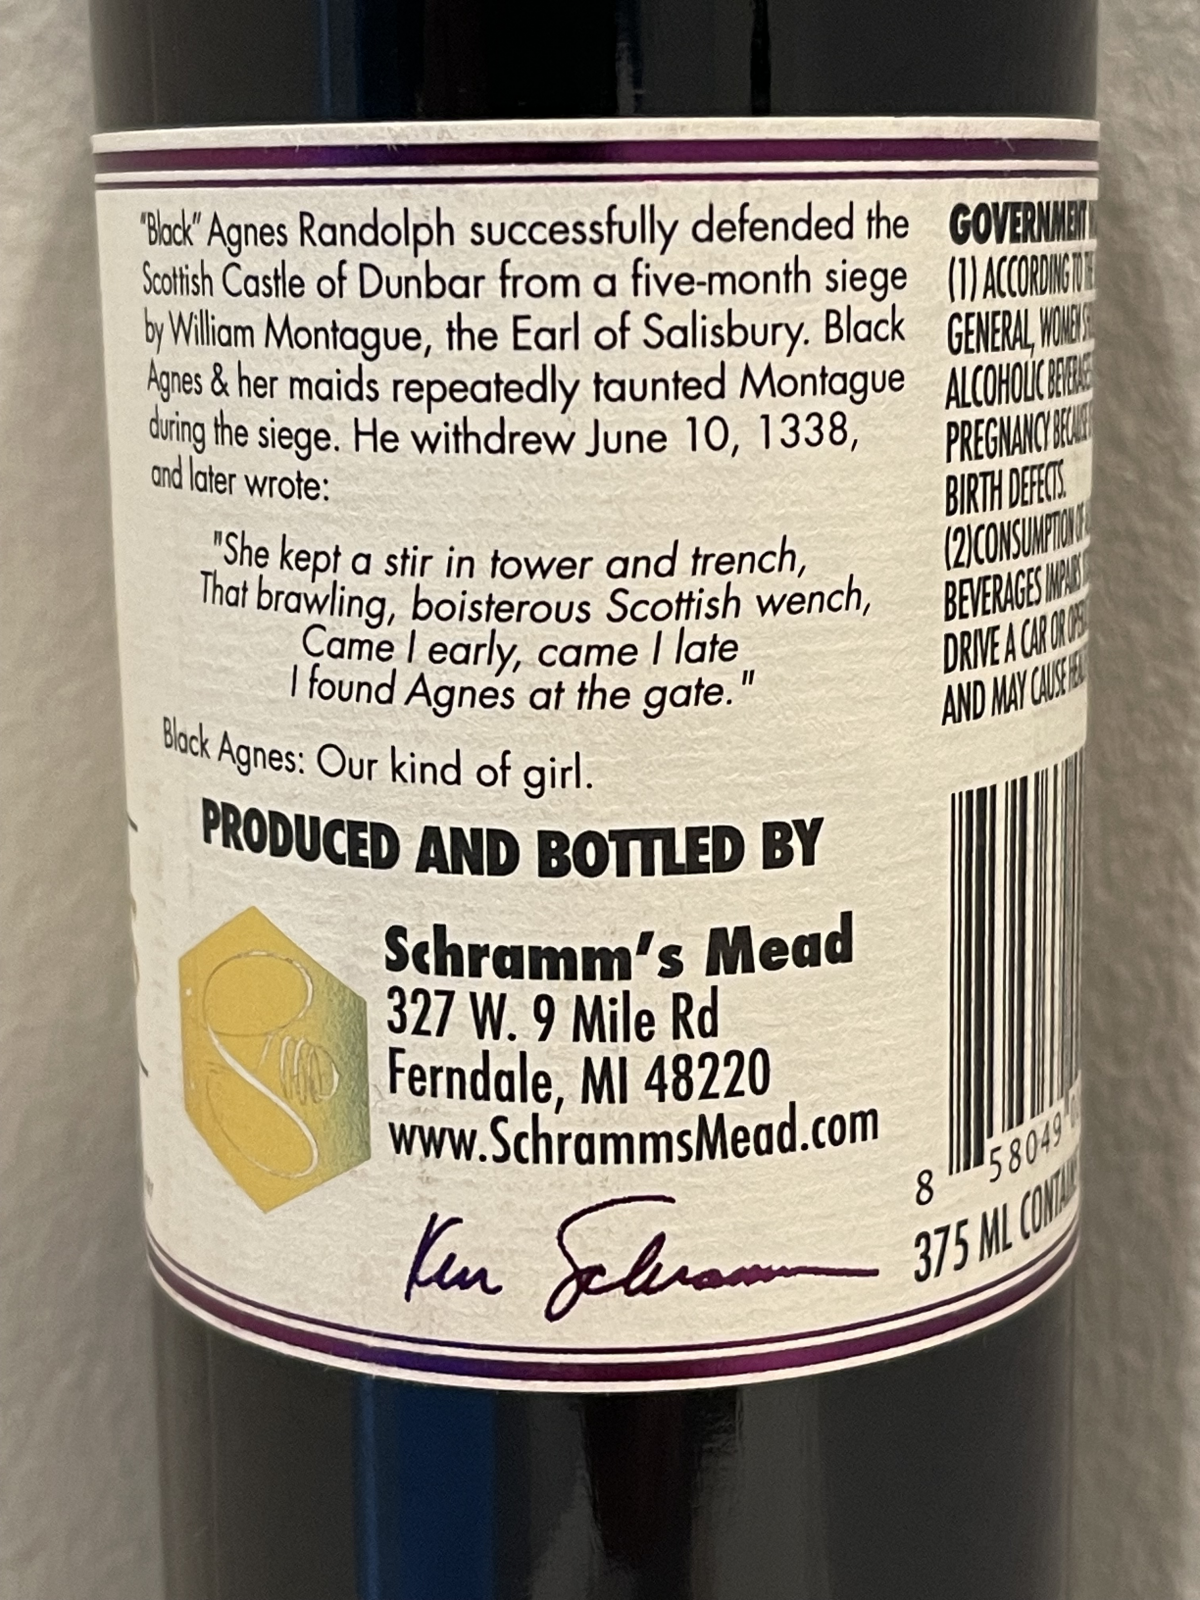 "Black" Agnes Randolph successfully defended the
Scottish Castle of Dunbar from a five-month siege
by William Montague, the Earl of Salisbury. Black
Agnes & her maids repeatedly taunted Montague
during the siege. He withdrew June 10, 1338,
and later wrote:
"She kept a stir in tower and trench,
That brawling, boisterous Scottish wench,
Came I early, came I late
I found Agnes at the gate."
Black Agnes: Our kind of girl.
PRODUCED AND BOTTLED BY
Schramm's Mead
327 W. 9 Mile Rd
Ferndale, MI 48220
www.SchrammsMead.com
Ken Schramm
GOVERNMENT
(1) ACCORDING TO
GENERAL, WOMEN
ALCOHOLIC
PREGNANCY
BIRTH DEFECTS.
(2)CONSUMPTION OF
BEVERAGES IMPAIRS
DRIVE A CAR OR
AND MAY CAUSE
8 58049
375 ML